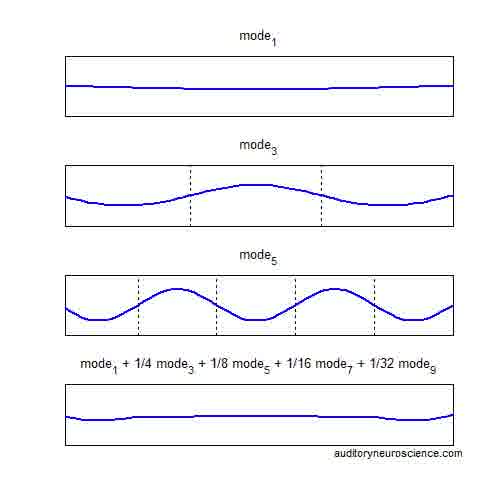 mode1
mode3
mode5
mode1 + 1/4 mode3 + 1/8 mode5 + 1/16 mode7 + 1/32 mode9
auditoryneuroscience.com